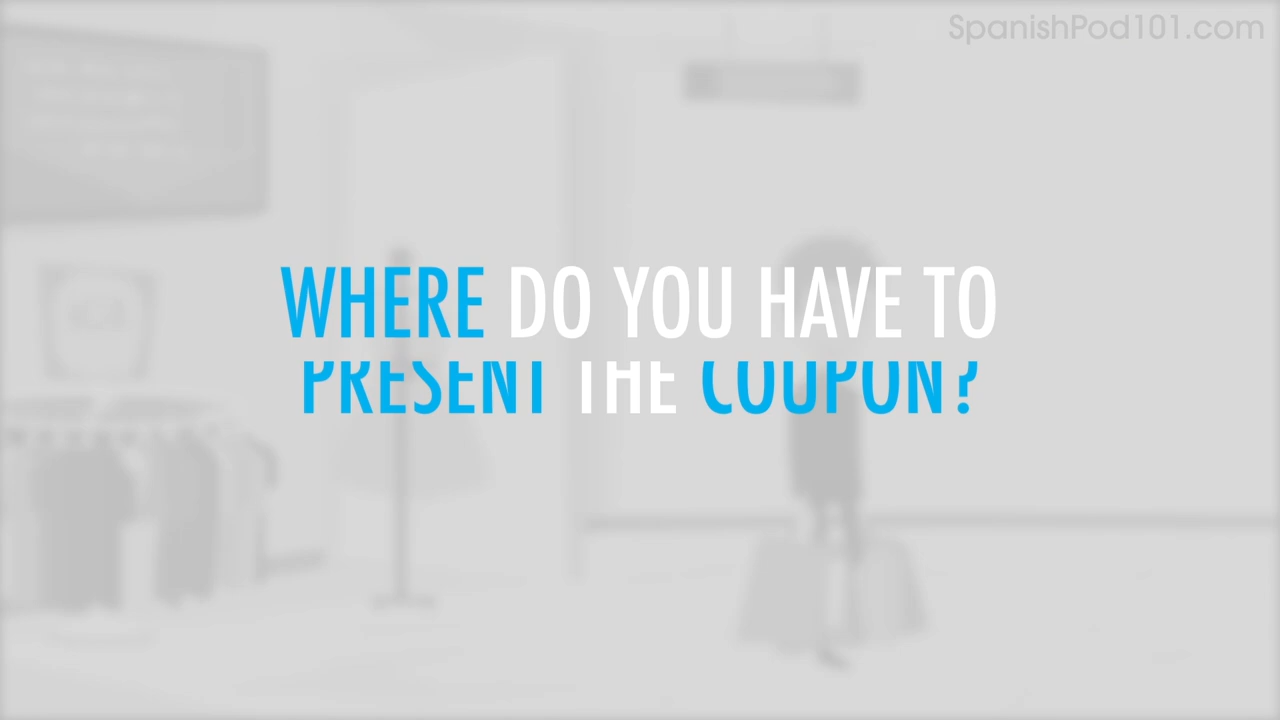 SpanishPod101.com
WHERE DO YOU HAVE TO
PRESENT THE COUPON?